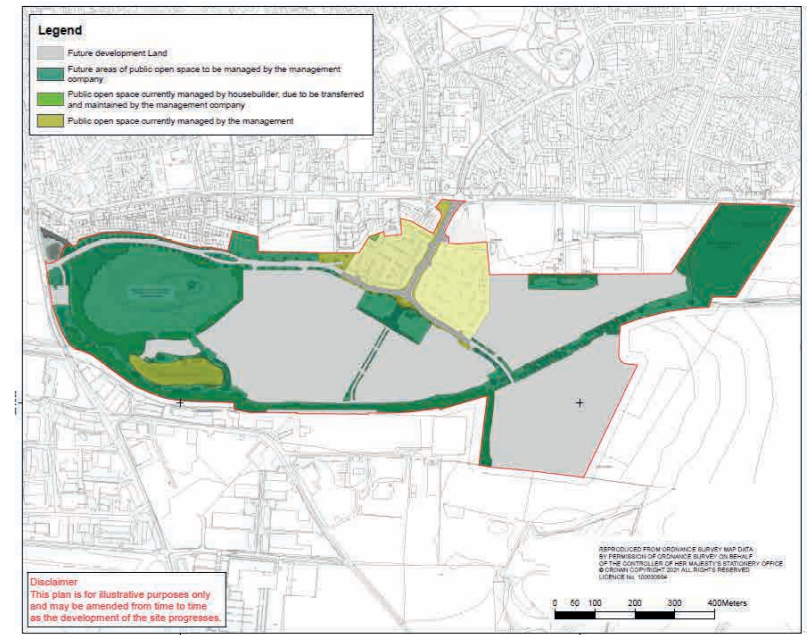 Legend
Future development Land
Future areas of public open space to be managed by the management
company
Public open space currently managed by housebuilder, due to be transferred
and maintained by the management company
Public open space currently managed by the management
REPRODUCED FROM ORDNANCE SURVEY MAP DATA
BY PERMISSION OF ORDNANCE SURVEY ON BEHALF
OF THE CONTROLLER OF HER MAJESTY'S STATIONERY OFFICE
© CROWN COPYRIGHT 2021 ALL RIGHTS RESERVED
LICENCE No.
0 50 100 200 300 400Meters
Disclaimer
This plan is for illustrative purposes only
and may be amended from time to time
as the development of the site progresses.